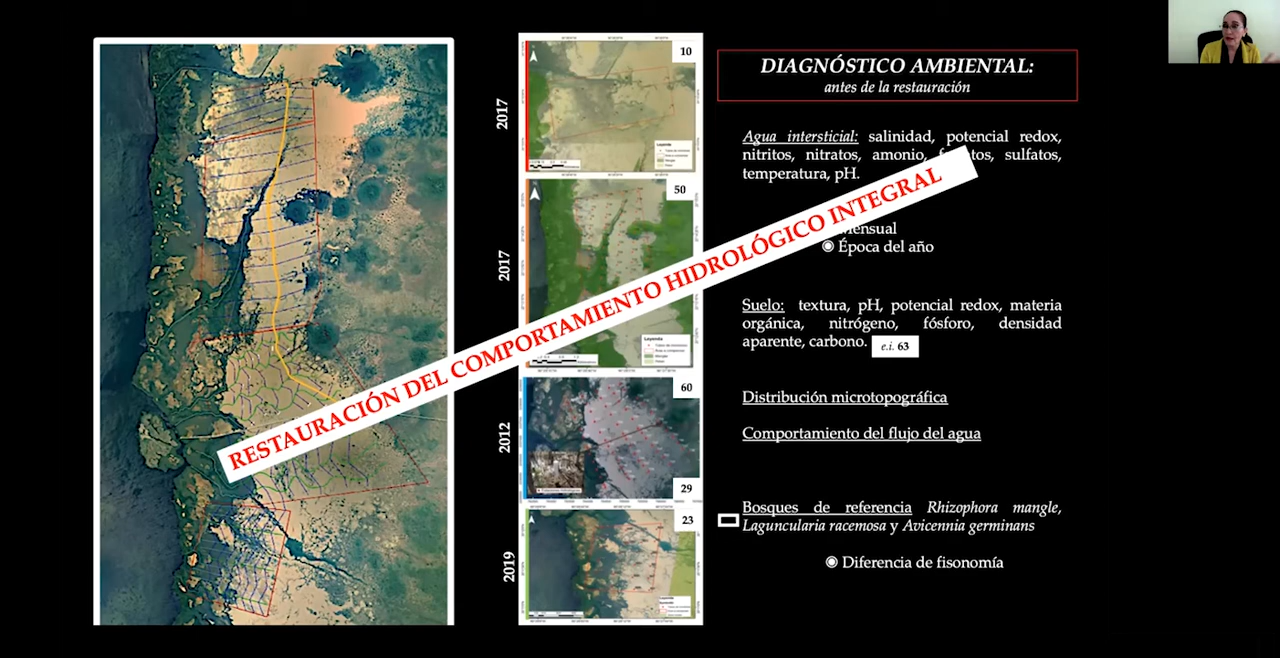 DIAGNÓSTICO AMBIENTAL:
antes de la restauración
Agua intersticial: salinidad, potencial redox,
nitritos, nitratos, amonio, sulfatos,
temperatura, pH.
Mensual
Época del año
Suelo: textura, pH, potencial redox, materia
orgánica, nitrógeno, fósforo, densidad
aparente, carbono.
e.i. 63
Distribución microtopográfica
Comportamiento del flujo del agua
Bosques de referencia Rhizophora mangle,
Laguncularia racemosa y Avicennia germinans
Diferencia de fisonomía
RESTAURACIÓN DEL COMPORTAMIENTO HIDROLÓGICO INTEGRAL
2017
10
2017
50
2012
60
29
2019
23